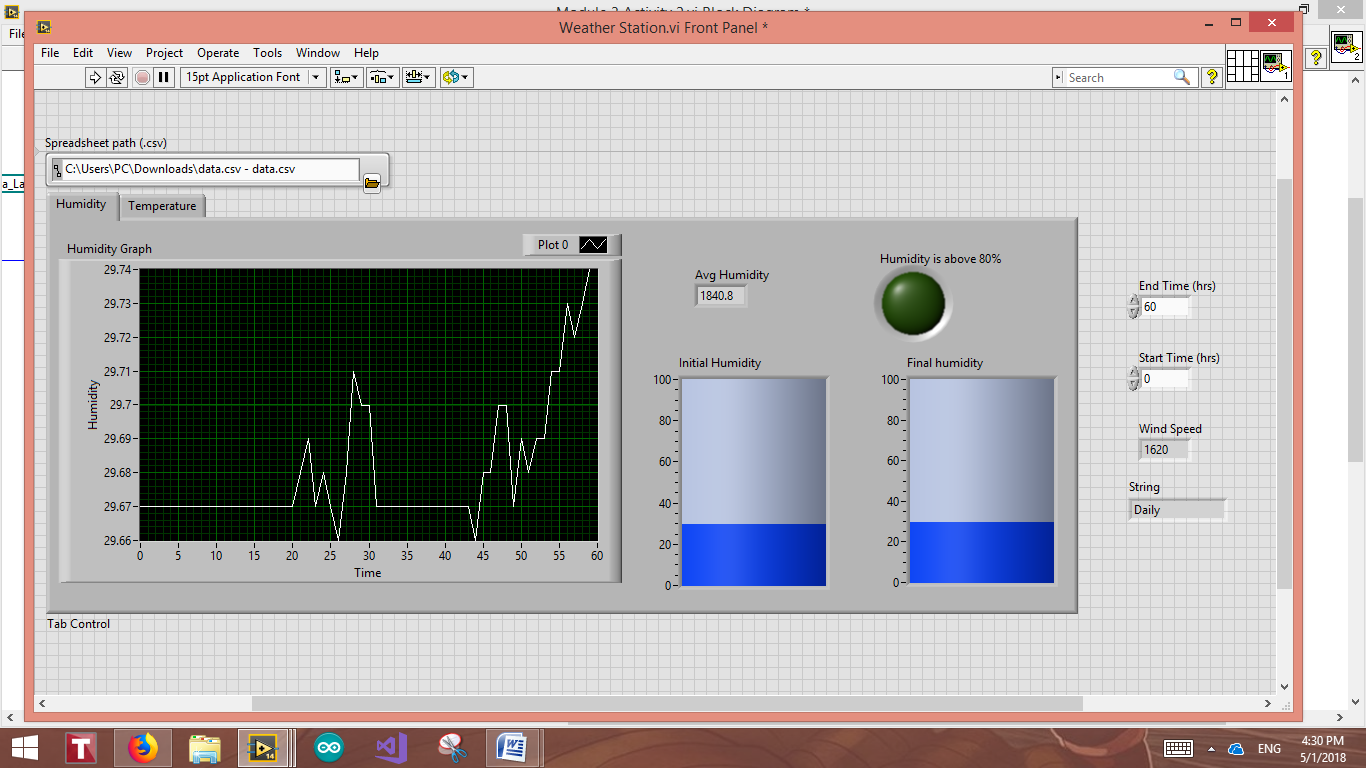 Module 2 Activity 2.vi Block Diagram *
Weather Station.vi Front Panel *
File Edit View Project Operate Tools Window Help
15pt Application Font
Search
Spreadsheet path (.csv)
C:\Users\PC\Downloads\data.csv - data.csv
Humidity Temperature
Humidity Graph
Plot 0
Humidity
29.74
29.73
29.72
29.71
29.7
29.69
29.68
29.67
29.66
0 5 10 15 20 25 30 35 40 45 50 55 60
Time
Avg Humidity
1840.8
Humidity is above 80%
Initial Humidity
100
80
60
40
20
0
Final humidity
100
80
60
40
20
0
End Time (hrs)
60
Start Time (hrs)
0
Wind Speed
1620
String
Daily
Tab Control
ENG
4:30 PM
5/1/2018